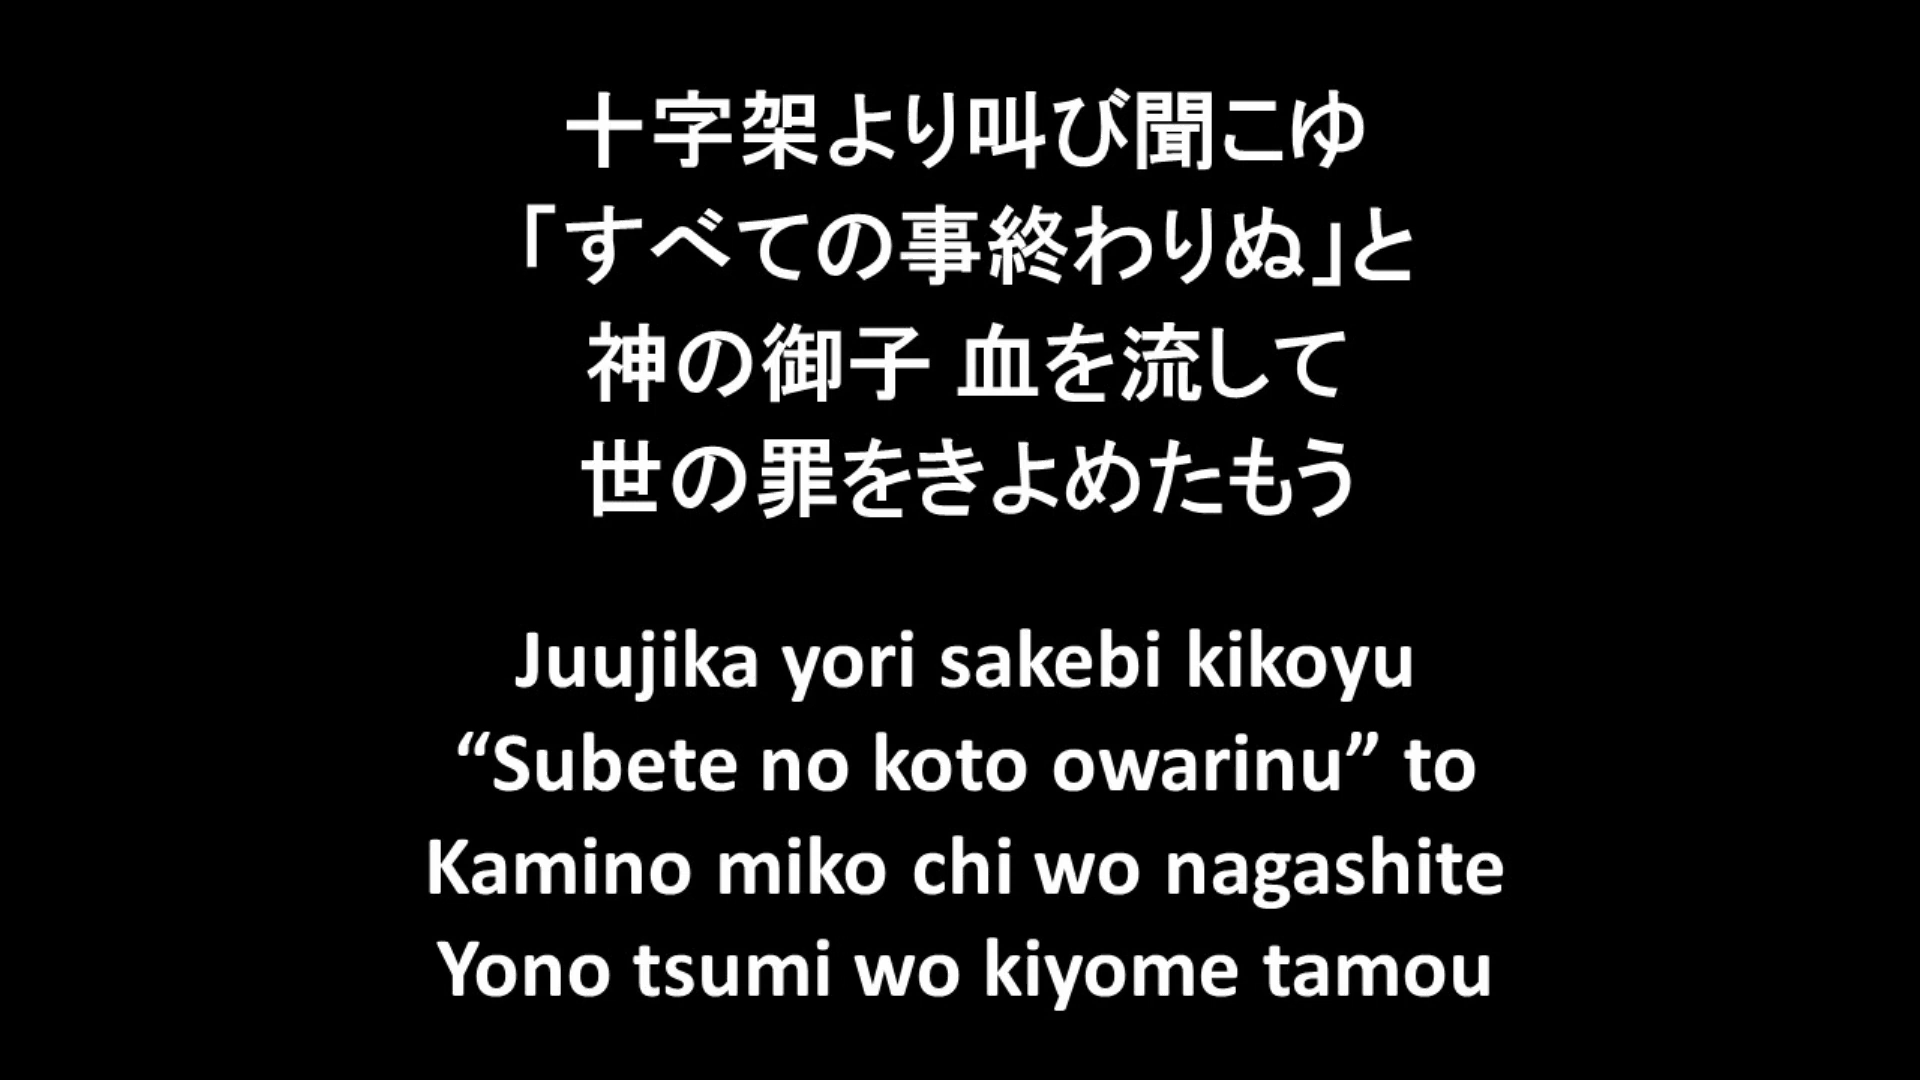 十字架より叫び聞こゆ
「すべての事終わりぬ」と
神の御子 血を流して
世の罪をきよめたもう
Juujika yori sakebi kikoyu
“Subete no koto owarinu” to
Kamino miko chi wo nagashite
Yono tsumi wo kiyome tamou